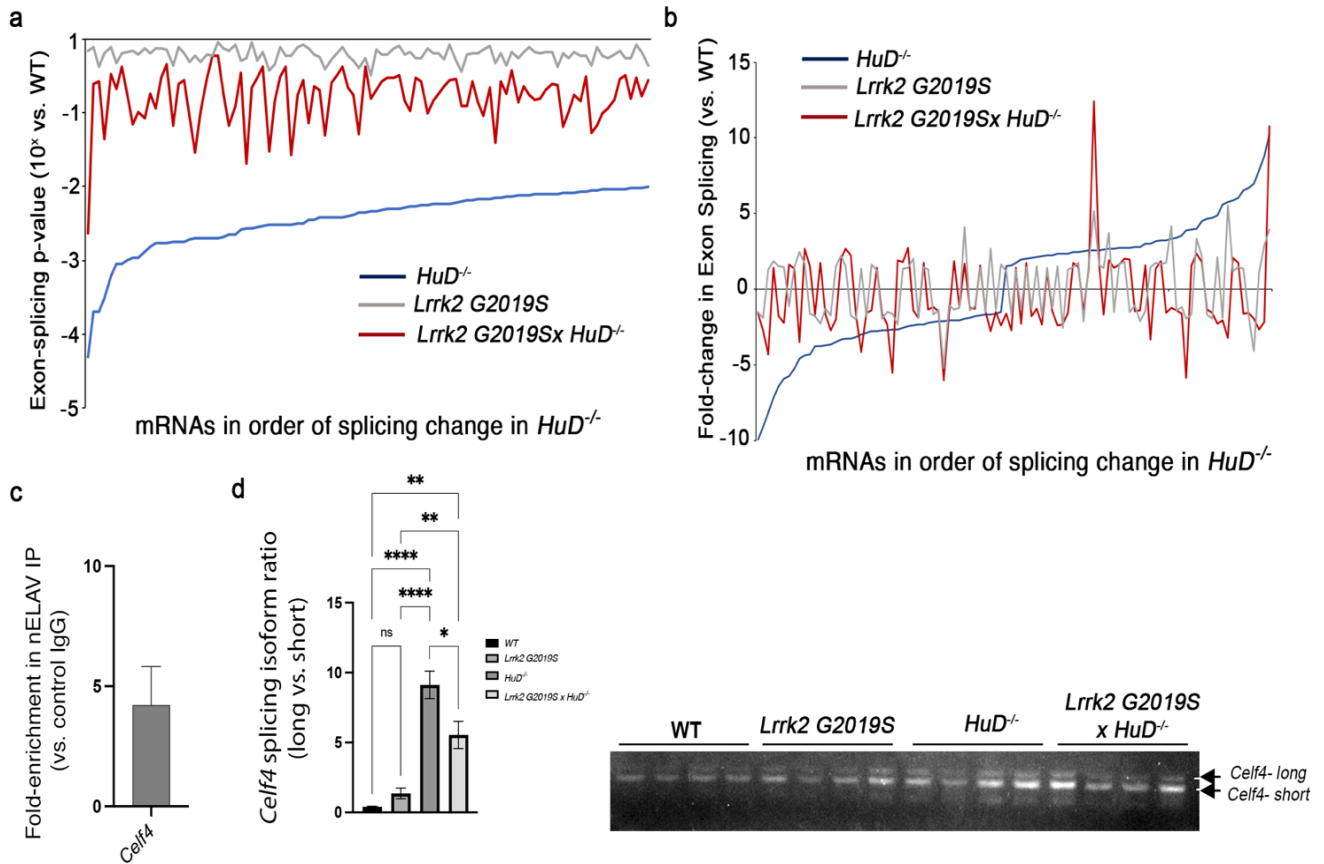 a
Exon-splicing p-value (10ˣ vs. WT)
1
-1
-2
-3
-4
-5
HuD-/-
Lrrk2 G2019S
Lrrk2 G2019Sx HuD-/-
mRNAs in order of splicing change in HuD-/-
b
Fold-change in Exon Splicing (vs. WT)
15
10
5
0
-5
-10
HuD-/-
Lrrk2 G2019S
Lrrk2 G2019Sx HuD-/-
mRNAs in order of splicing change in HuD-/-
c
Fold-enrichment in nELAV IP
(vs. control IgG)
10
5
0
Celf4
d
Celf4 splicing isoform ratio
(long vs. short)
15
10
5
0
**
**
****
****
ns
*
WT
Lrrk2 G2019S
HuD-/-
Lrrk2 G2019S x HuD-/-
WT
Lrrk2 G2019S
HuD-/-
Lrrk2 G2019S
x HuD-/-
Celf4- long
Celf4- short